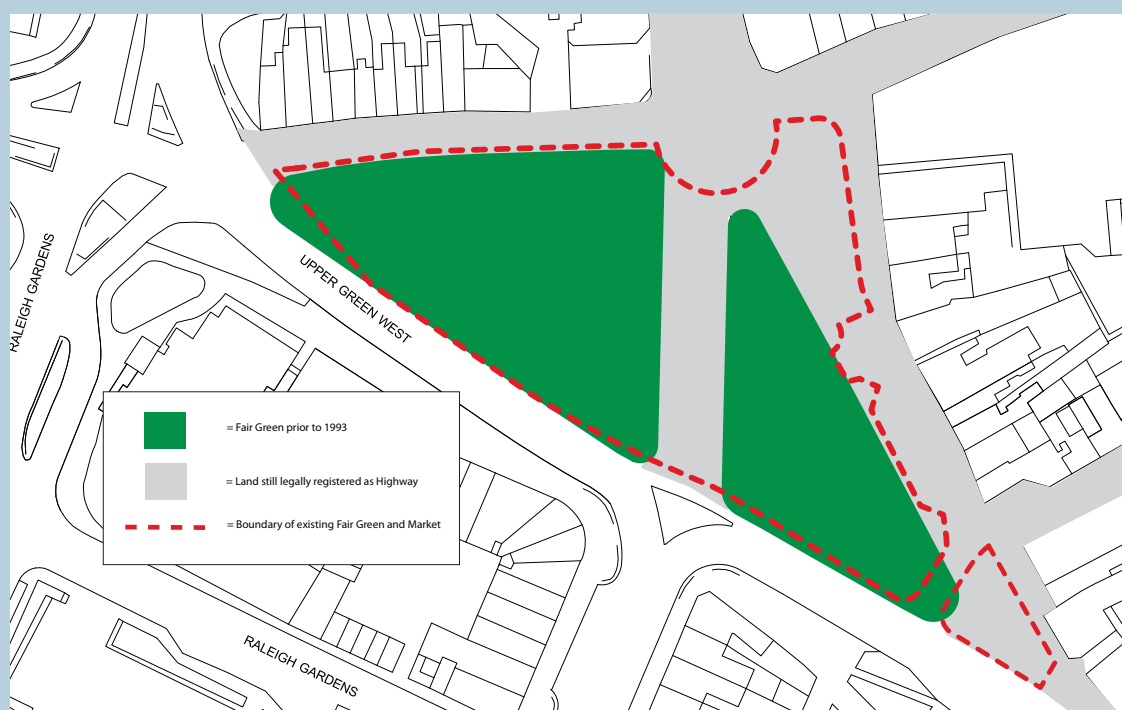 RALEIGH GARDENS
UPPER GREEN WEST
= Fair Green prior to 1993
= Land still legally registered as Highway
= Boundary of existing Fair Green and Market
RALEIGH GARDENS